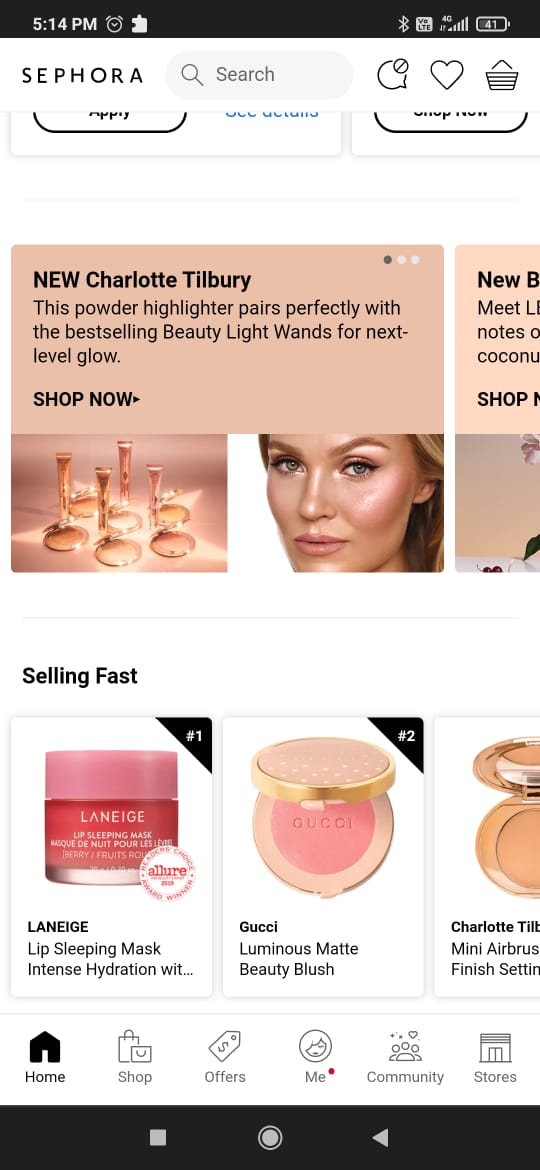 5:14 PM
Vo LTE
4G
41
SEPHORA
Search
Apply
See details
Shop Now
NEW Charlotte Tilbury
This powder highlighter pairs perfectly with
the bestselling Beauty Light Wands for next-
level glow.
SHOP NOW▸
New B
Meet L
notes o
coconu
SHOP N
Selling Fast
#1
LANEIGE
LIP SLEEPING MASK
MASQUE DE NUIT POUR LES LÈVRES
[BERRY / FRUITS ROU
READERS' CHOICE
allure
2019
AWARD WINNER
#2
GUCCI
LANEIGE
Lip Sleeping Mask
Intense Hydration wit...
Gucci
Luminous Matte
Beauty Blush
Charlotte Tilb
Mini Airbrus
Finish Settin
Home
Shop
Offers
Me
Community
Stores